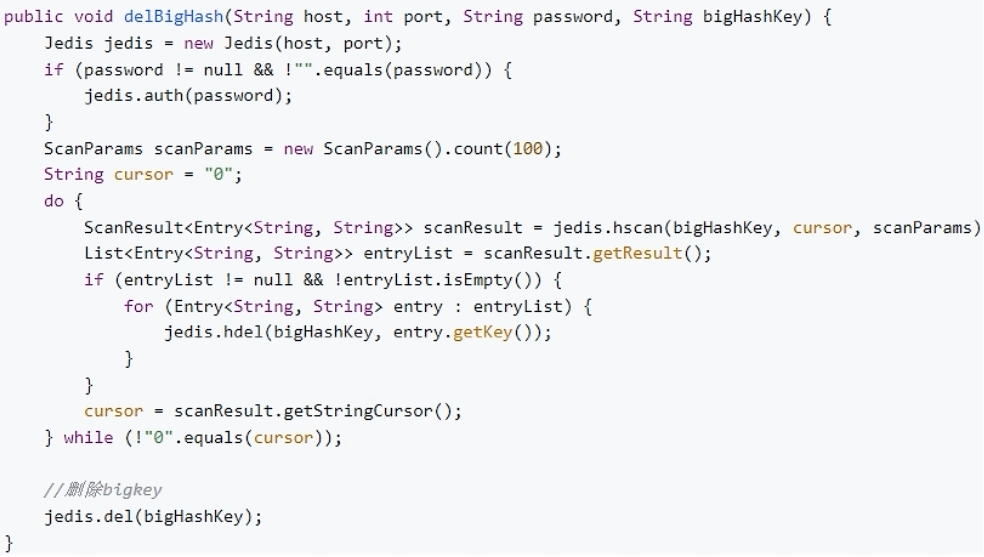 public void delBigHash(String host, int port, String password, String bigHashKey) {
    Jedis jedis = new Jedis(host, port);
    if (password != null && !"".equals(password)) {
        jedis.auth(password);
    }
    ScanParams scanParams = new ScanParams().count(100);
    String cursor = "0";
    do {
        ScanResult<Entry<String, String>> scanResult = jedis.hscan(bigHashKey, cursor, scanParams)
        List<Entry<String, String>> entryList = scanResult.getResult();
        if (entryList != null && !entryList.isEmpty()) {
            for (Entry<String, String> entry : entryList) {
                jedis.hdel(bigHashKey, entry.getKey());
            }
        }
        cursor = scanResult.getStringCursor();
    } while (!"0".equals(cursor));

    //删除bigkey
    jedis.del(bigHashKey);
}